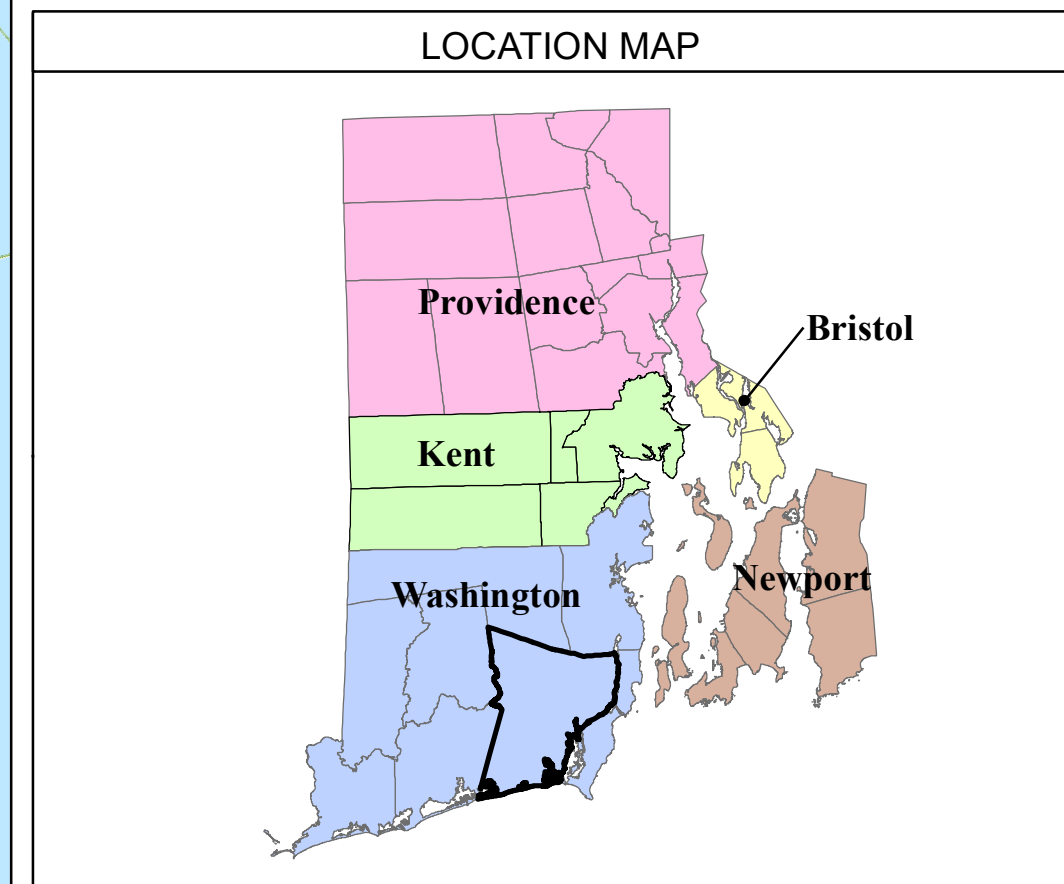 LOCATION MAP
Providence
Bristol
Kent
Newport
Washington